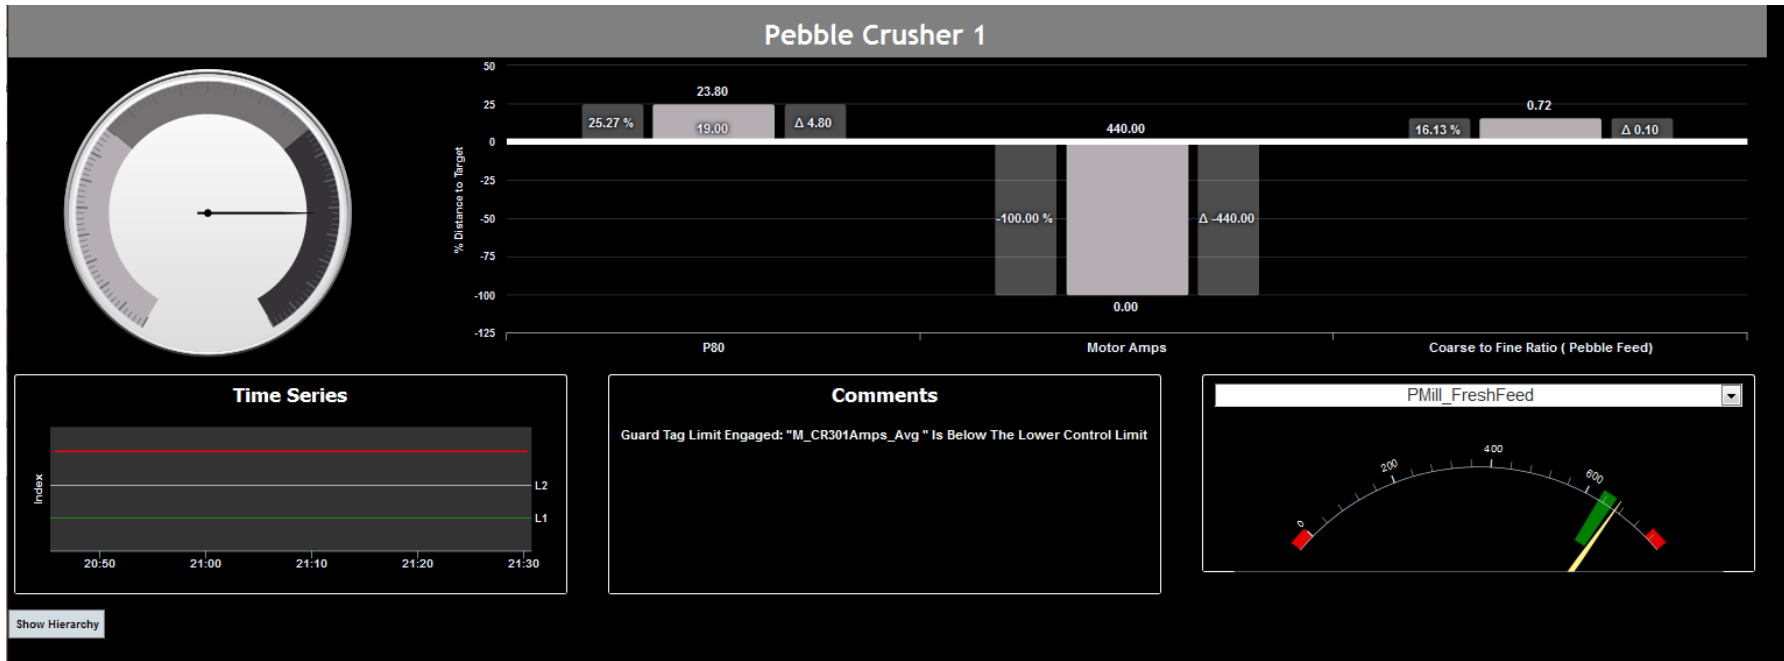 Pebble Crusher 1
50
25
0
-25
-50
-75
-100
-125
% Distance to Target
23.80
25.27 %
19.00
Δ 4.80
440.00
-100.00 %
Δ -440.00
0.00
0.72
16.13 %
Δ 0.10
P80
Motor Amps
Coarse to Fine Ratio ( Pebble Feed)
Time Series
Index
L2
L1
20:50
21:00
21:10
21:20
21:30
Comments
Guard Tag Limit Engaged: "M_CR301Amps_Avg " Is Below The Lower Control Limit
PMill_FreshFeed
0
200
400
600
Show Hierarchy